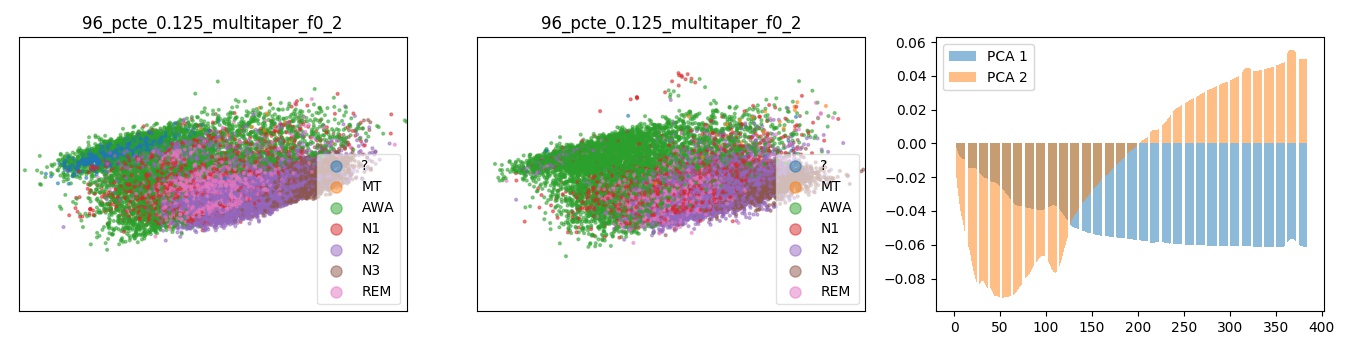 96_pcte_0.125_multitaper_f0_2
?
MT
AWA
N1
N2
N3
REM
96_pcte_0.125_multitaper_f0_2
?
MT
AWA
N1
N2
N3
REM
PCA 1
PCA 2
0.06
0.04
0.02
0.00
−0.02
−0.04
−0.06
−0.08
0
50
100
150
200
250
300
350
400